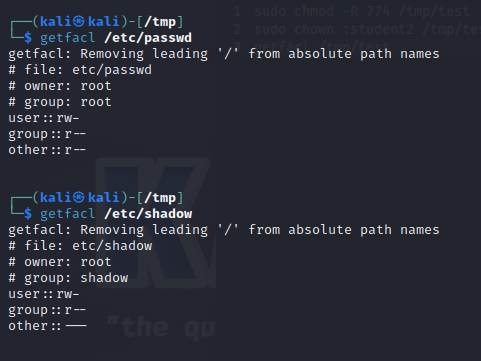 ┌──(kali㉿kali)-[/tmp]
└─$ getfacl /etc/passwd
getfacl: Removing leading '/' from absolute path names
# file: etc/passwd
# owner: root
# group: root
user::rw-
group::r--
other::r--
┌──(kali㉿kali)-[/tmp]
└─$ getfacl /etc/shadow
getfacl: Removing leading '/' from absolute path names
# file: etc/shadow
# owner: root
# group: shadow
user::rw-
group::r--
other::---
1 sudo chmod -R 774 /tmp/test
2 sudo chown :student2 /tmp/te
"the qu